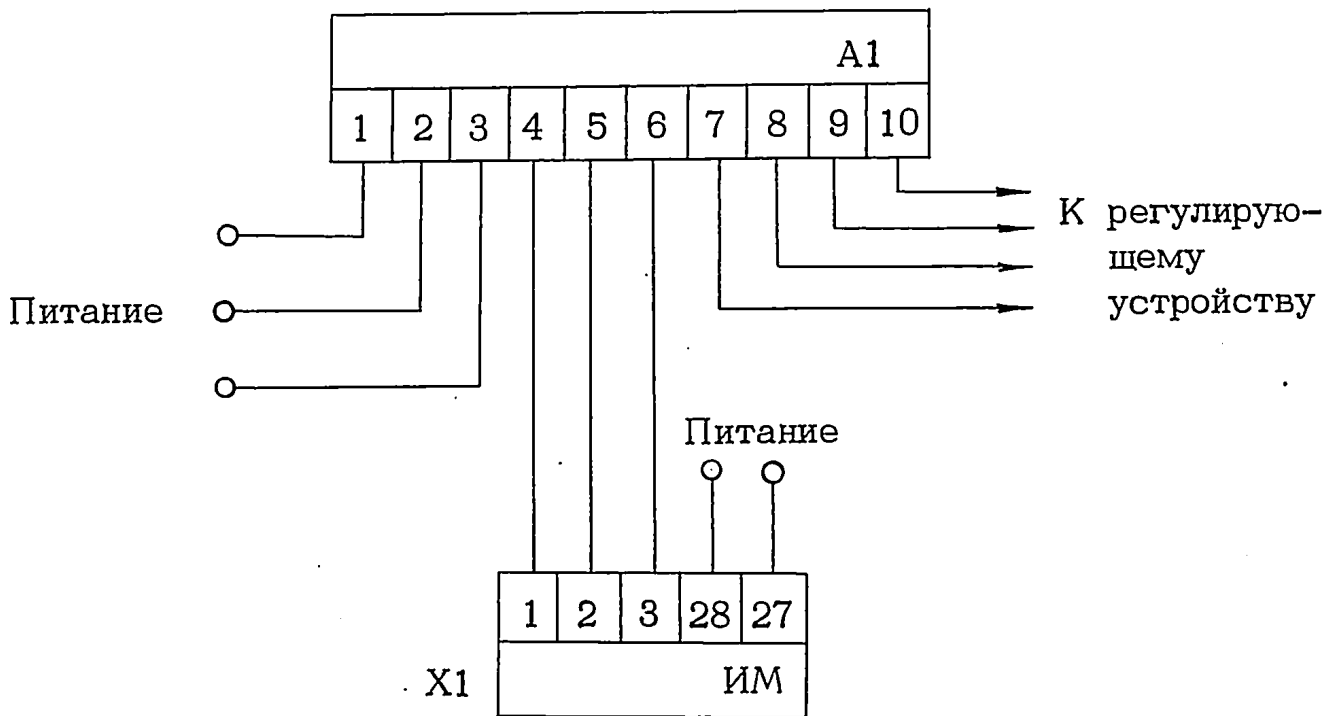 А1
1 2 3 4 5 6 7 8 9 10
К регулирую-
щему
устройству
Питание
Питание
1 2 3 28 27
X1 ИМ